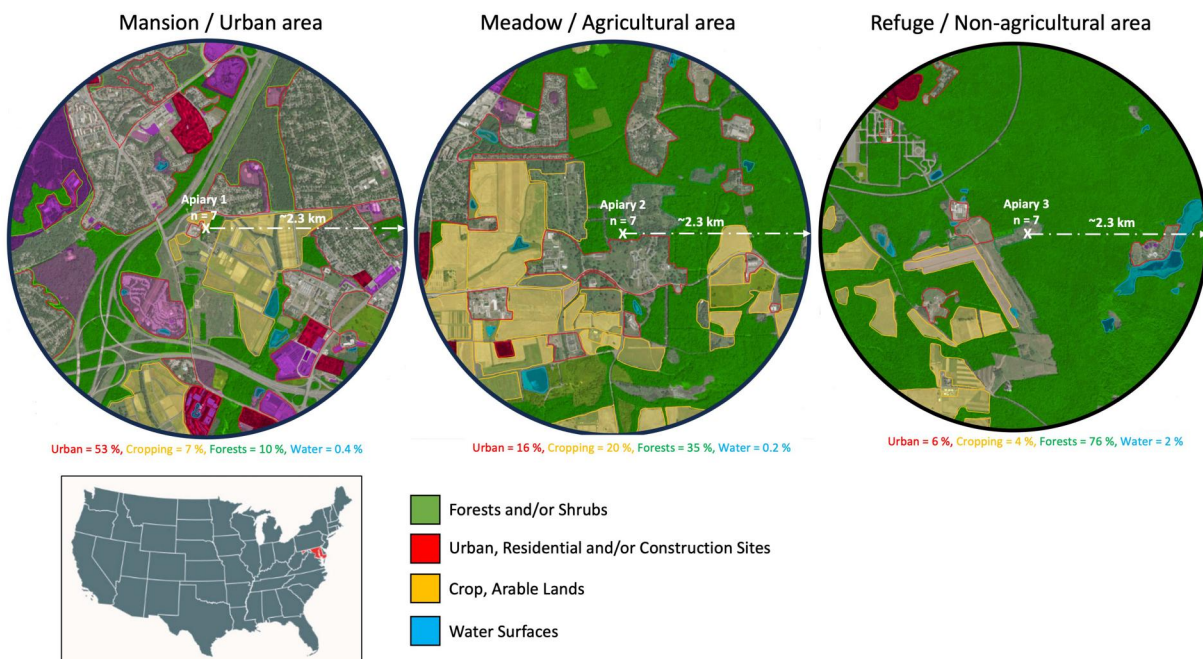 Mansion / Urban area
Meadow / Agricultural area
Refuge / Non-agricultural area
Apiary 1
n = 7
X
~2.3 km
Apiary 2
n = 7
X
~2.3 km
Apiary 3
n = 7
X
~2.3 km
Urban = 53 %, Cropping = 7 %, Forests = 10 %, Water = 0.4 %
Urban = 16 %, Cropping = 20 %, Forests = 35 %, Water = 0.2 %
Urban = 6 %, Cropping = 4 %, Forests = 76 %, Water = 2 %
Forests and/or Shrubs
Urban, Residential and/or Construction Sites
Crop, Arable Lands
Water Surfaces